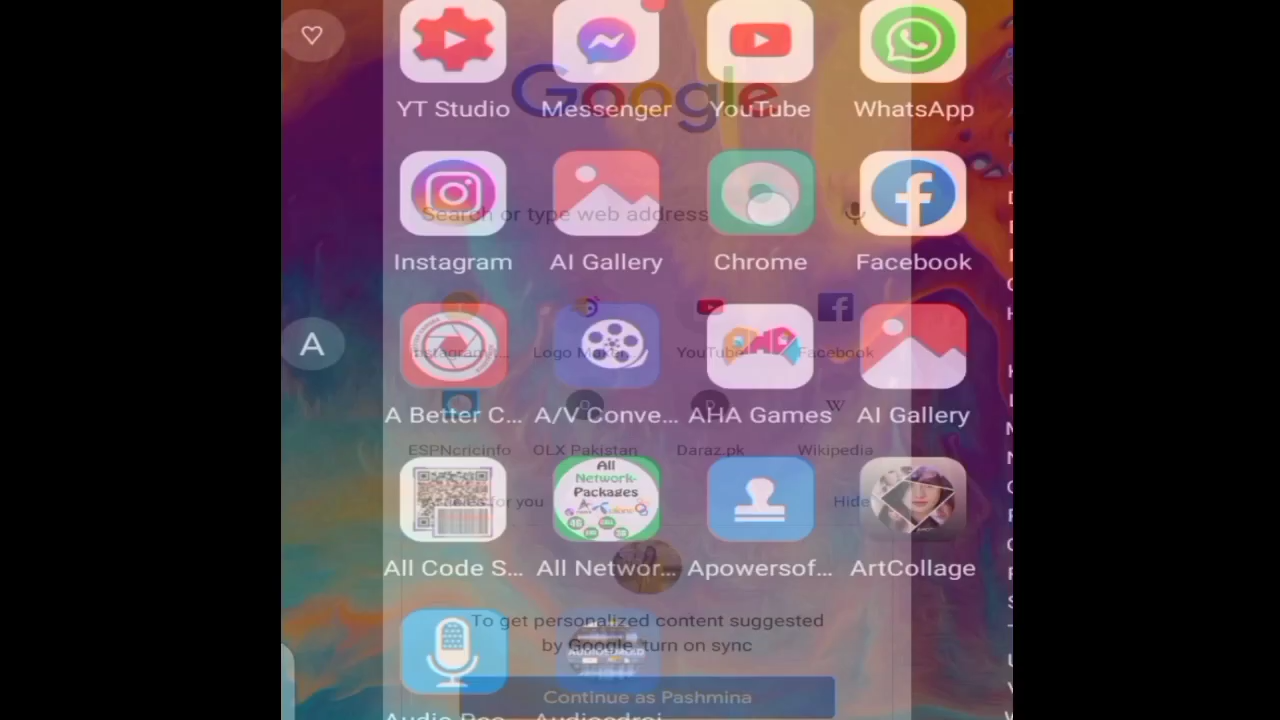 YT Studio Messenger YouTube WhatsApp
Google
Search or type web address
Instagram AI Gallery Chrome Facebook
Logo Maker... YouTube Facebook
A
A Better C... A/V Conve... AHA Games AI Gallery
ESPNcricinfo OLX Pakistan Daraz.pk Wikipedia
All
Network-
Packages
for you Hide
All Code S... All Networ... Apowersof... ArtCollage
To get personalized content suggested
by Google, turn on sync
Continue as Pashmina